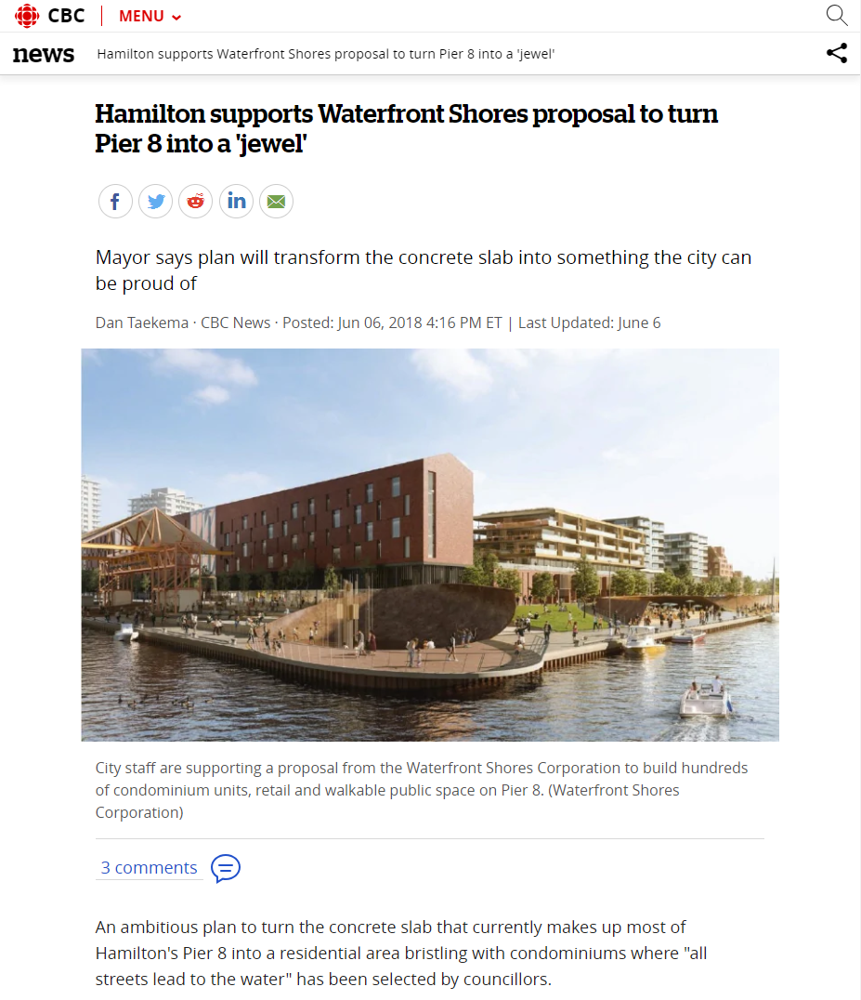 CBC
MENU
news
Hamilton supports Waterfront Shores proposal to turn Pier 8 into a 'jewel'
Hamilton supports Waterfront Shores proposal to turn
Pier 8 into a 'jewel'
f
in
Mayor says plan will transform the concrete slab into something the city can
be proud of
Dan Taekema · CBC News · Posted: Jun 06, 2018 4:16 PM ET | Last Updated: June 6
City staff are supporting a proposal from the Waterfront Shores Corporation to build hundreds
of condominium units, retail and walkable public space on Pier 8. (Waterfront Shores
Corporation)
3 comments
An ambitious plan to turn the concrete slab that currently makes up most of
Hamilton's Pier 8 into a residential area bristling with condominiums where "all
streets lead to the water" has been selected by councillors.